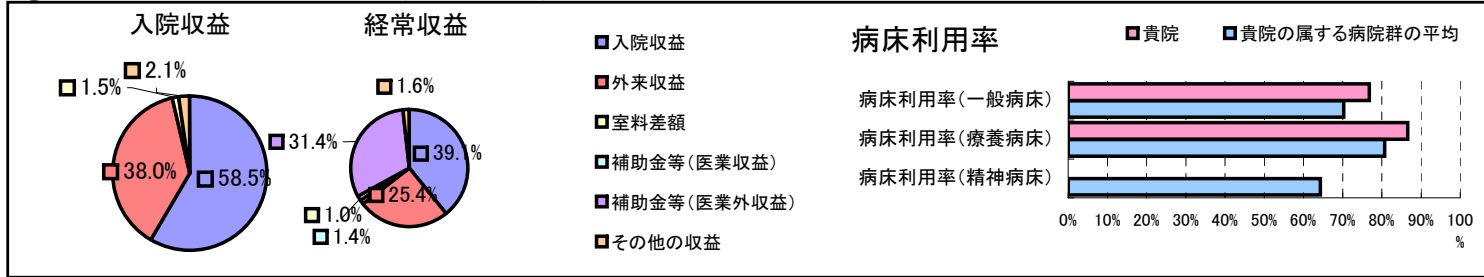 入院収益
2.1%
1.5%
38.0%
58.5%
経常収益
1.6%
31.4%
39.1%
25.4%
1.0%
1.4%
入院収益
外来収益
室料差額
補助金等(医業収益)
補助金等(医業外収益)
その他の収益
病床利用率
貴院
貴院の属する病院群の平均
病床利用率(一般病床)
病床利用率(療養病床)
病床利用率(精神病床)
0% 10% 20% 30% 40% 50% 60% 70% 80% 90% 100
%